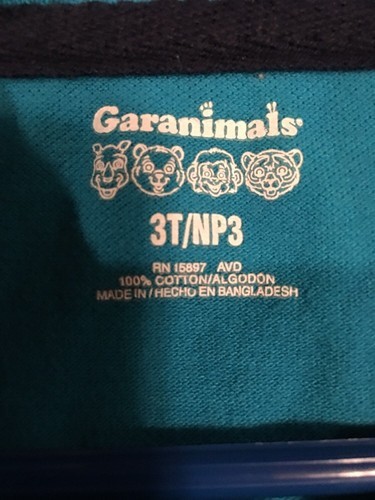 Garanimals
3T/NP3
RN 15897 AVD
100% COTTON/ALGODON
MADE IN / HECHO EN BANGLADESH